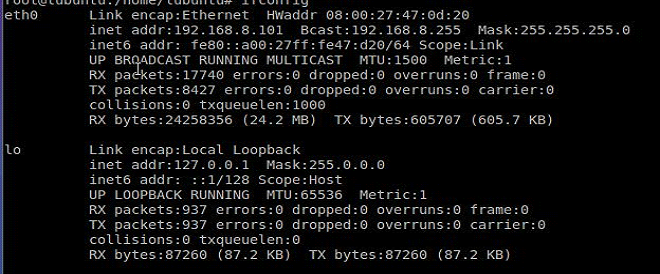 root@lubuntu:/home/lubuntu# ifconfig
eth0 Link encap:Ethernet HWaddr 08:00:27:47:0d:20
inet addr:192.168.8.101 Bcast:192.168.8.255 Mask:255.255.255.0
inet6 addr: fe80::a00:27ff:fe47:d20/64 Scope:Link
UP BROADCAST RUNNING MULTICAST MTU:1500 Metric:1
RX packets:17740 errors:0 dropped:0 overruns:0 frame:0
TX packets:8427 errors:0 dropped:0 overruns:0 carrier:0
collisions:0 txqueuelen:1000
RX bytes:24258356 (24.2 MB) TX bytes:605707 (605.7 KB)
lo Link encap:Local Loopback
inet addr:127.0.0.1 Mask:255.0.0.0
inet6 addr: ::1/128 Scope:Host
UP LOOPBACK RUNNING MTU:65536 Metric:1
RX packets:937 errors:0 dropped:0 overruns:0 frame:0
TX packets:937 errors:0 dropped:0 overruns:0 carrier:0
collisions:0 txqueuelen:0
RX bytes:87260 (87.2 KB) TX bytes:87260 (87.2 KB)